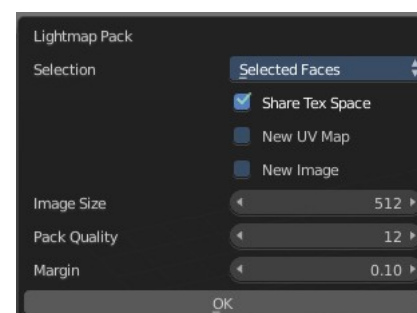 Lightmap Pack
Selection Selected Faces
Share Tex Space
New UV Map
New Image
Image Size 512
Pack Quality 12
Margin 0.10
OK